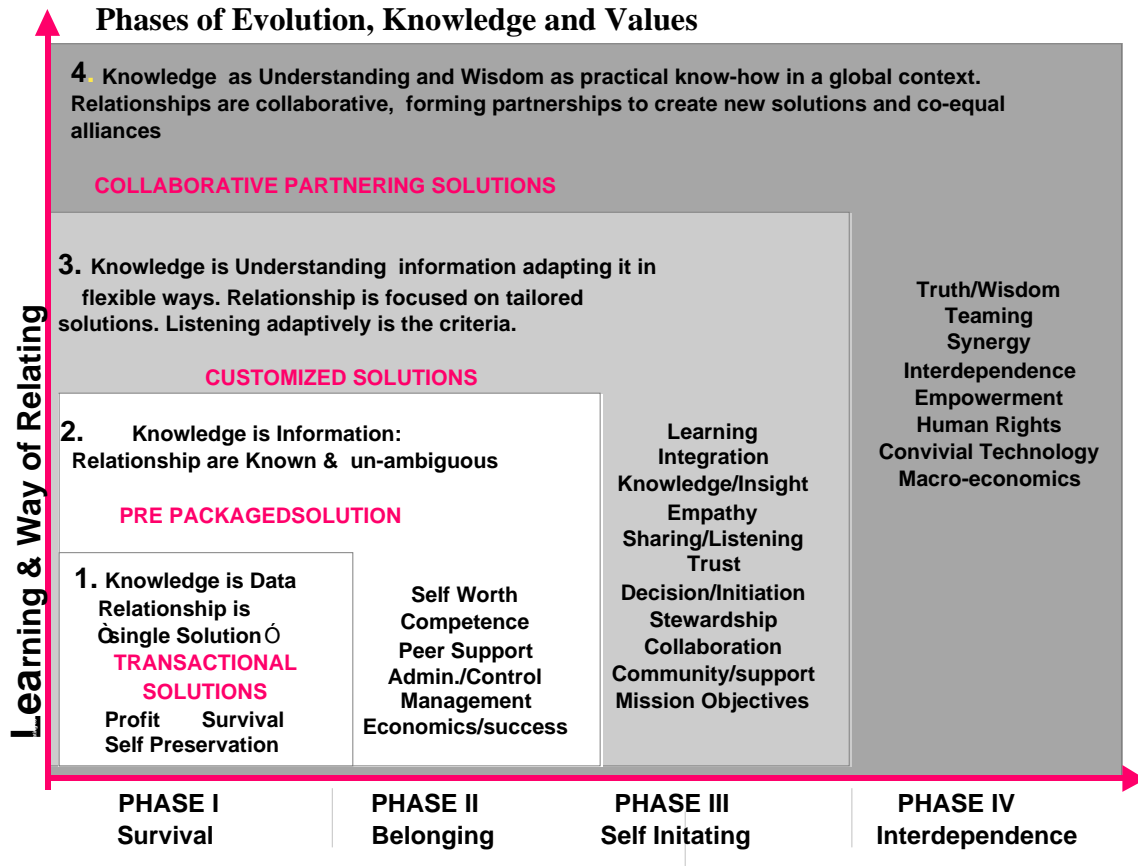 Phases of Evolution, Knowledge and Values
4. Knowledge as Understanding and Wisdom as practical know-how in a global context.
Relationships are collaborative, forming partnerships to create new solutions and co-equal
alliances
COLLABORATIVE PARTNERING SOLUTIONS
3. Knowledge is Understanding information adapting it in
flexible ways. Relationship is focused on tailored
solutions. Listening adaptively is the criteria.
CUSTOMIZED SOLUTIONS
2. Knowledge is Information:
Relationship are Known & un-ambiguous
PRE PACKAGEDSOLUTION
1. Knowledge is Data
Relationship is
Òsingle Solution Ó
TRANSACTIONAL
SOLUTIONS
Profit Survival
Self Preservation
Self Worth
Competence
Peer Support
Admin./Control
Management
Economics/success
Learning
Integration
Knowledge/Insight
Empathy
Sharing/Listening
Trust
Decision/Initiation
Stewardship
Collaboration
Community/support
Mission Objectives
Truth/Wisdom
Teaming
Synergy
Interdependence
Empowerment
Human Rights
Convivial Technology
Macro-economics
Learning & Way of Relating
PHASE I
Survival
PHASE II
Belonging
PHASE III
Self Initating
PHASE IV
Interdependence